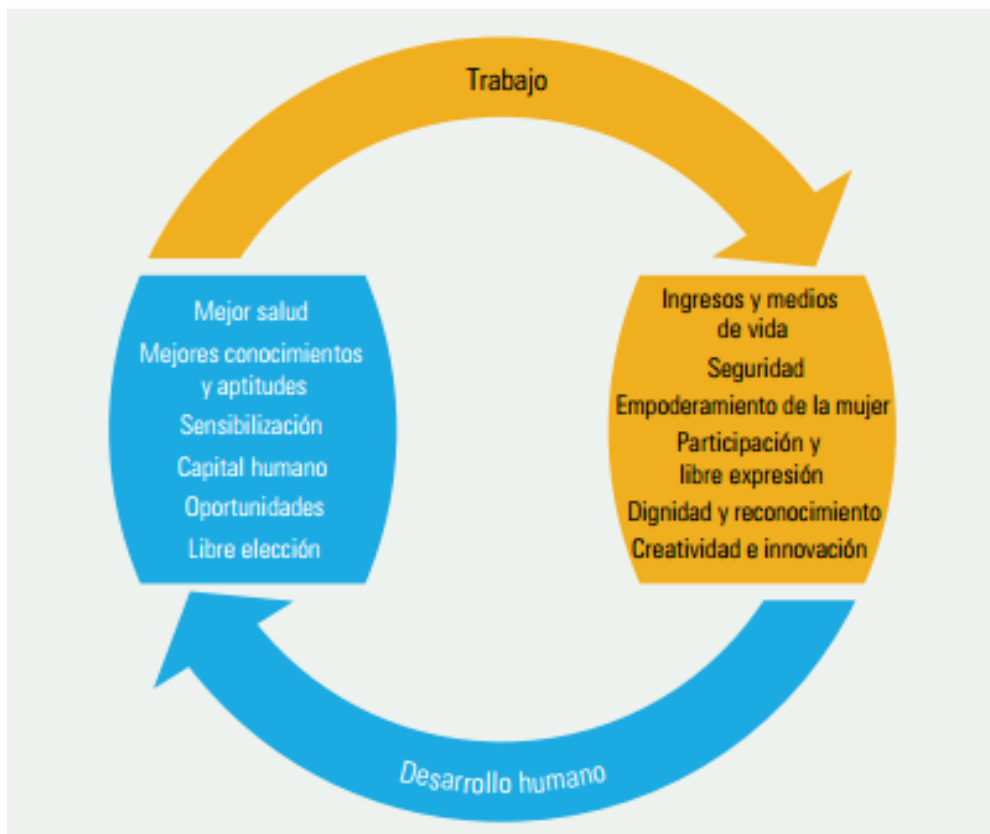 Trabajo
Mejor salud
Mejores conocimientos
y aptitudes
Sensibilización
Capital humano
Oportunidades
Libre elección
Ingresos y medios
de vida
Seguridad
Empoderamiento de la mujer
Participación y
libre expresión
Dignidad y reconocimiento
Creatividad e innovación
Desarrollo humano